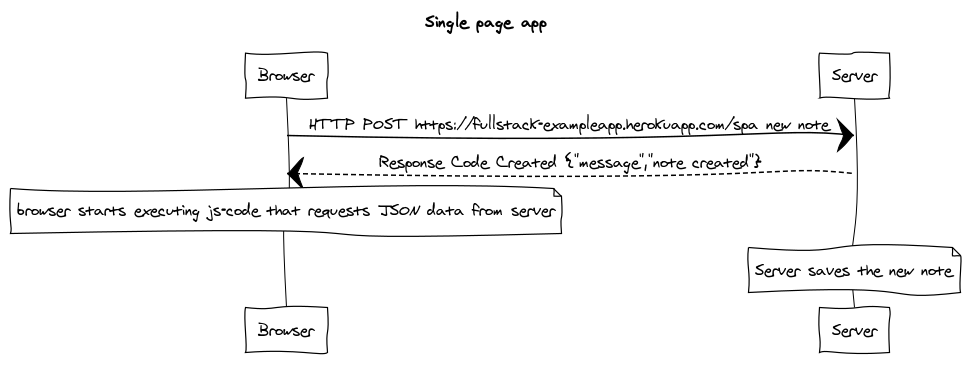 Single page app
Browser
Server
HTTP POST https://fullstack-exampleapp.herokuapp.com/spa new note
Response Code Created {"message","note created"}
browser starts executing js-code that requests JSON data from server
Server saves the new note
Browser
Server